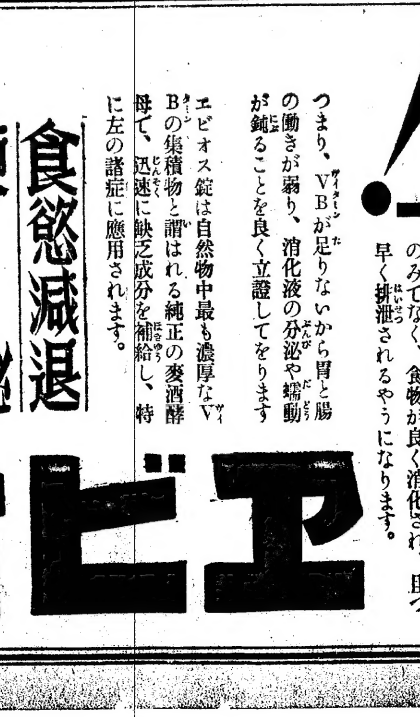 のみでなく、食物が良く消化され、且つ
早く排泄されるやうになります。
つまり、VBが足りないから胃と腸
の働きが弱り、消化液の分泌や蠕動
が鈍ることを良く立證してをります
エビオス錠は自然物中最も濃厚なV
Bの集積物と謂はれる純正の麥酒酵
母で、迅速に缺乏成分を補給し、特
に左の諸症に應用されます。
食慾減退
エビ